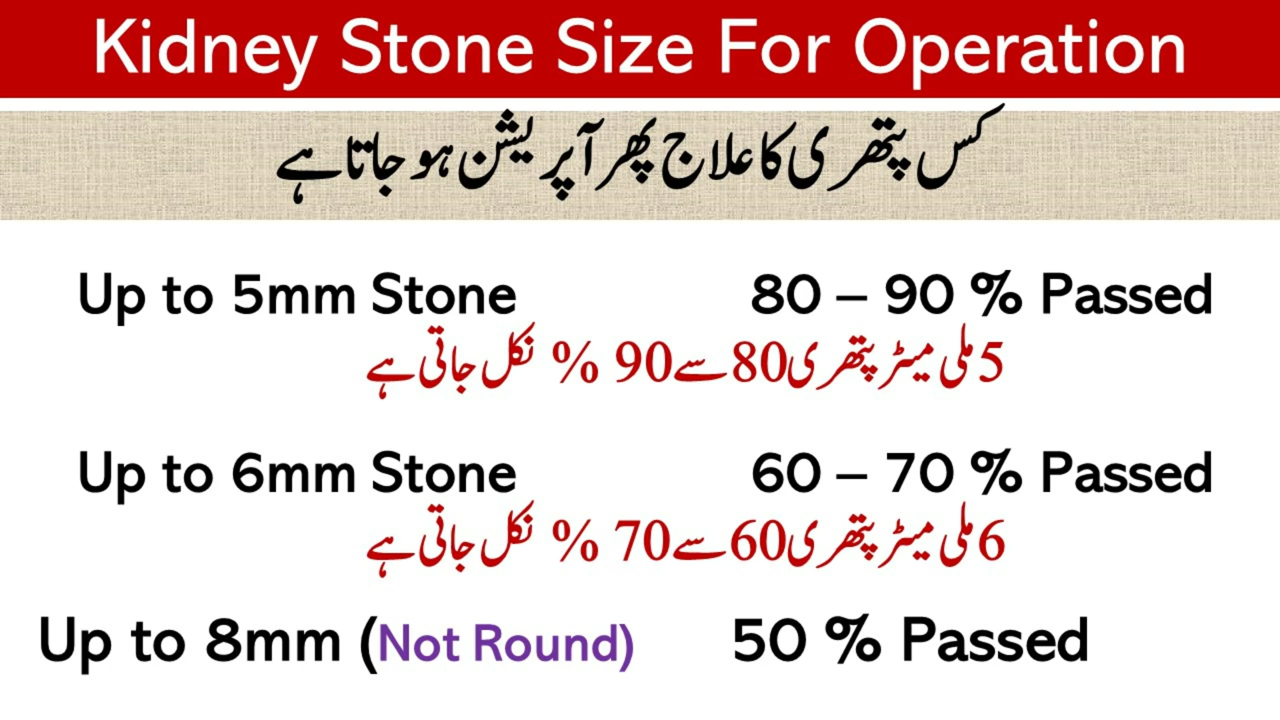 Kidney Stone Size For Operation
کس پتھری کا علاج پھر آپریشن ہو جاتا ہے
Up to 5mm Stone 80 – 90 % Passed
5 ملی میٹر پتھری 80 سے 90 % نکل جاتی ہے
Up to 6mm Stone 60 – 70 % Passed
6 ملی میٹر پتھری 60 سے 70 % نکل جاتی ہے
Up to 8mm (Not Round) 50 % Passed